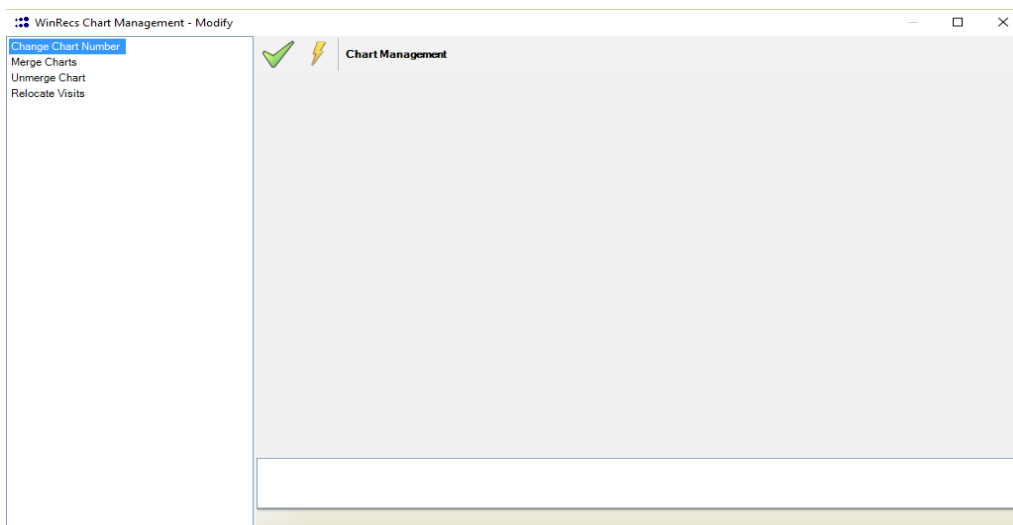 WinRecs Chart Management - Modify
Change Chart Number
Merge Charts
Unmerge Chart
Relocate Visits
Chart Management